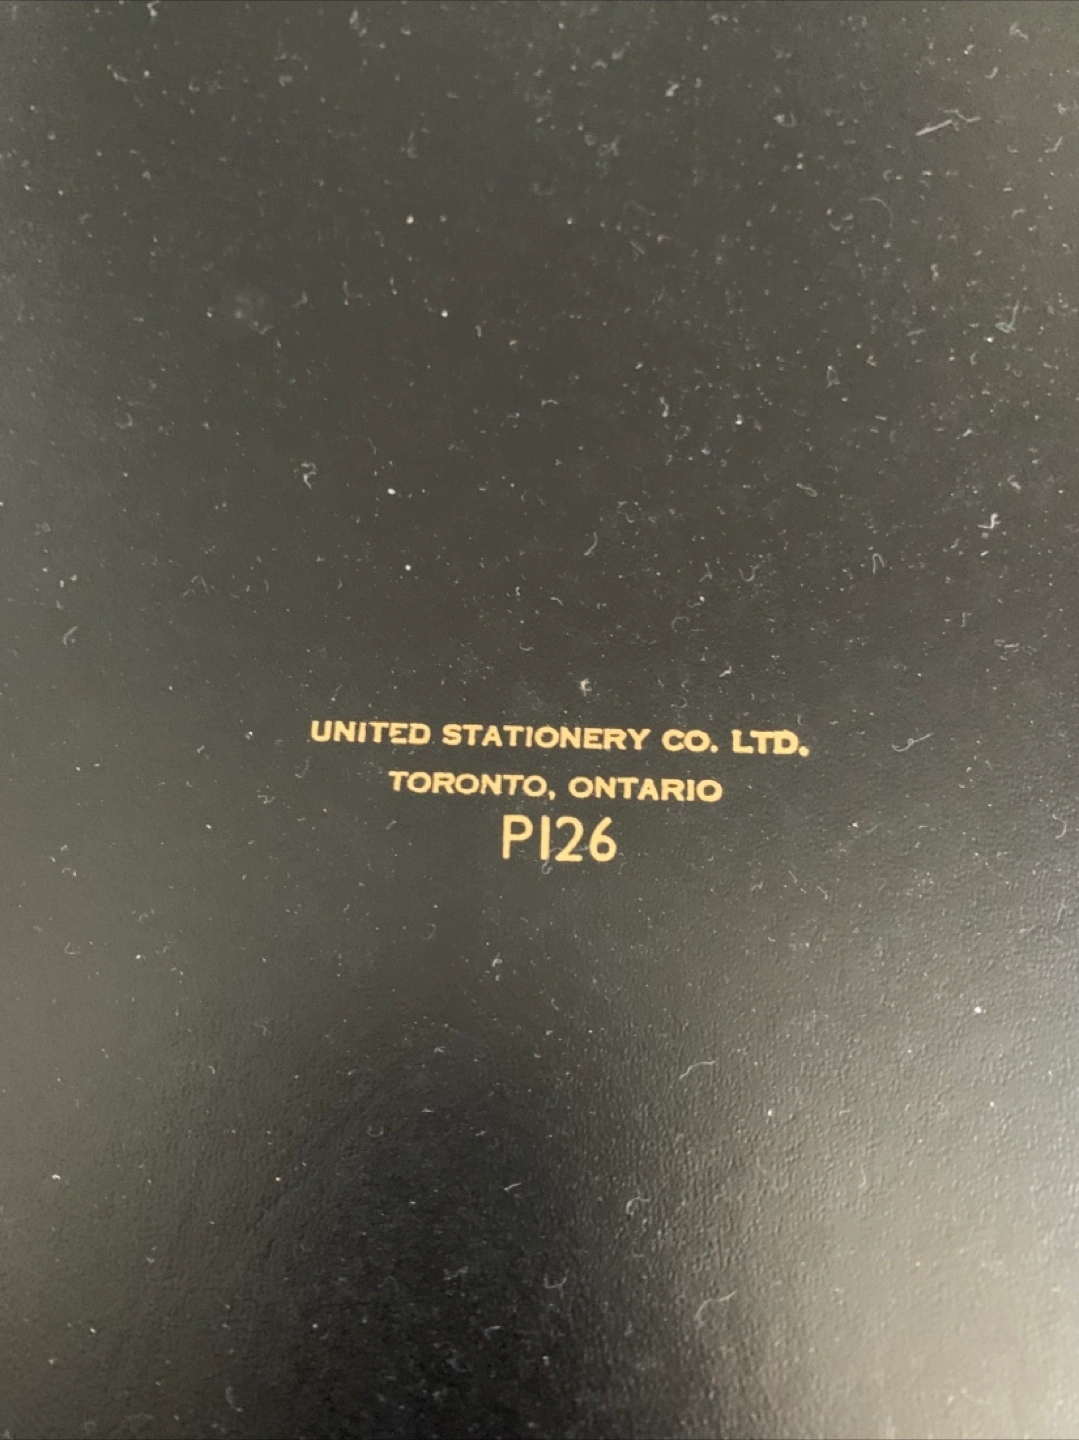 UNITED STATIONERY CO. LTD.
TORONTO, ONTARIO
P126